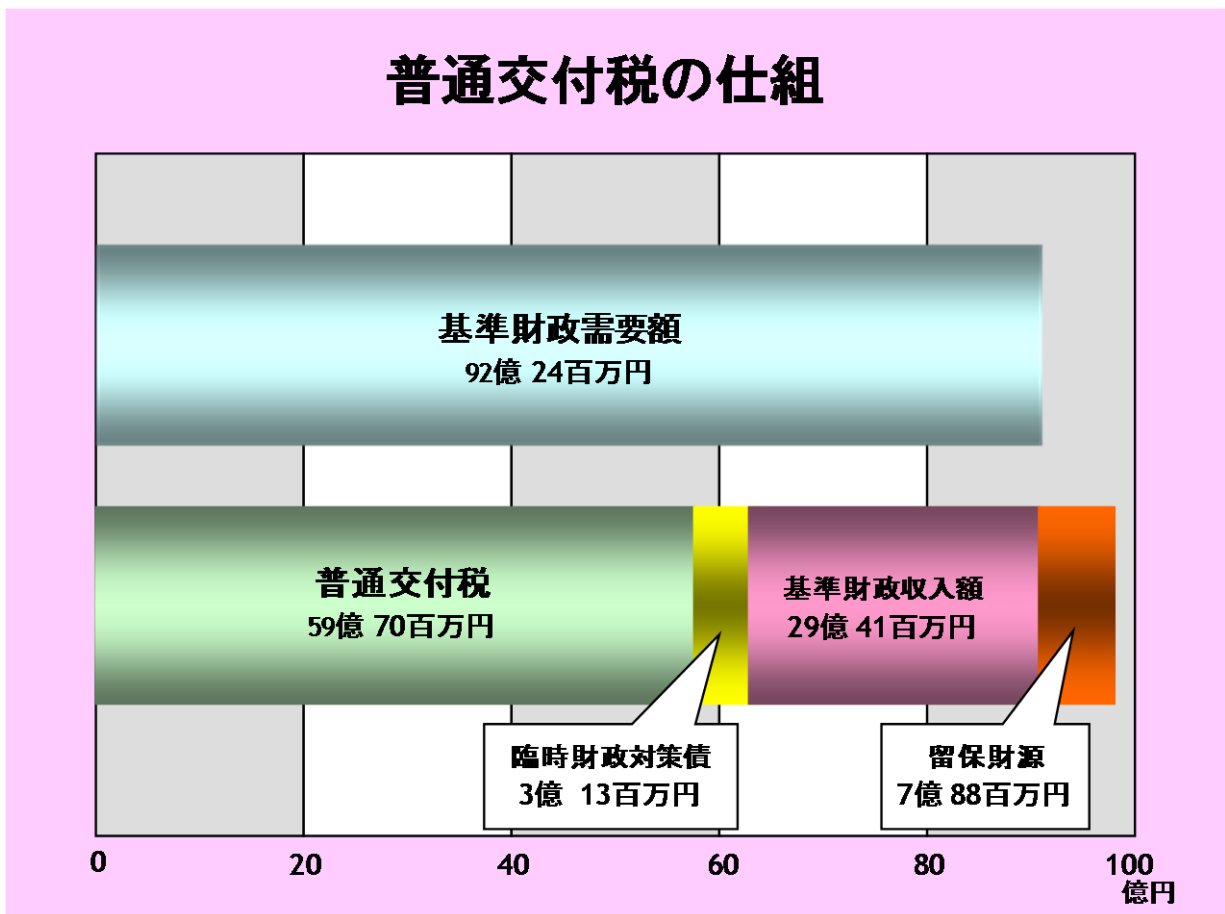 普通交付税の仕組
基準財政需要額
92億 24百万円
普通交付税
59億 70百万円
基準財政収入額
29億 41百万円
臨時財政対策債
3億 13百万円
留保財源
7億 88百万円
0 20 40 60 80 100
億円